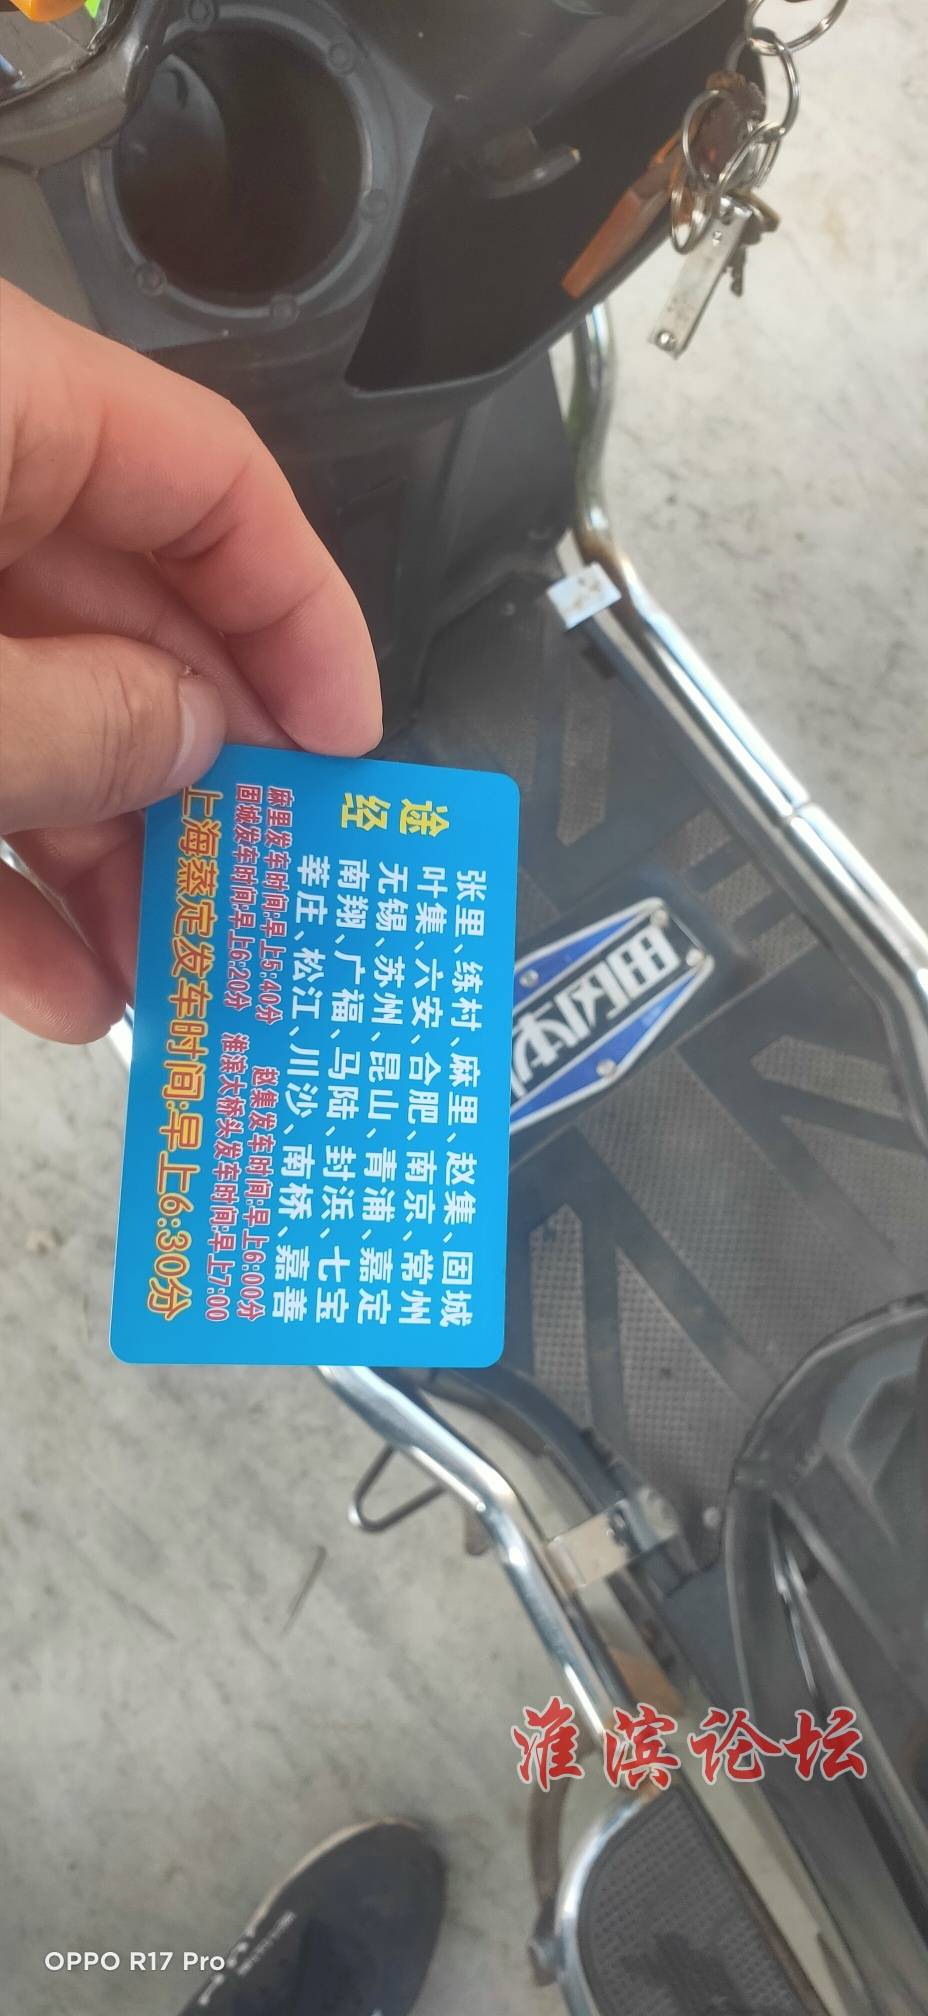 途经
张里、练村、麻里、赵集、固城
叶集、六安、合肥、南京、常州
无锡、苏州、昆山、青浦、嘉定
南翔、广福、马陆、封浜、七宝
莘庄、松江、川沙、南桥、嘉善
麻里发车时间:早上5:40分 赵集发车时间:早上6:00分
固城发车时间:早上6:20分 淮滨大桥头发车时间:早上7:00
上海蒸定发车时间:早上6:30分
淮滨论坛
OPPO R17 Pro